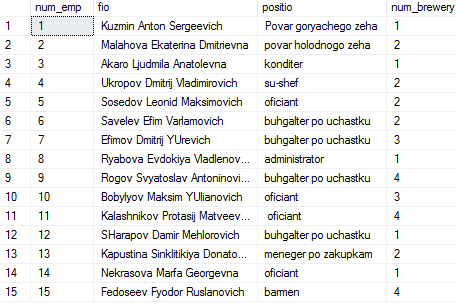 num_emp fio positio num_brewery
1 1 Kuzmin Anton Sergeevich Povar goryachego zeha 1
2 2 Malahova Ekaterina Dmitrievna povar holodnogo zeha 2
3 3 Akaro Ljudmila Anatolevna konditer 1
4 4 Ukropov Dmitrij Vladimirovich su-shef 2
5 5 Sosedov Leonid Maksimovich oficiant 2
6 6 Savelev Efim Varlamovich buhgalter po uchastku 2
7 7 Efimov Dmitrij YUrevich buhgalter po uchastku 3
8 8 Ryabova Evdokiya Vladlenov... administrator 1
9 9 Rogov Svyatoslav Antoninovi... buhgalter po uchastku 4
10 10 Bobylyov Maksim YUlianovich oficiant 3
11 11 Kalashnikov Protasij Matveev... oficiant 4
12 12 SHarapov Damir Mehlorovich buhgalter po uchastku 1
13 13 Kapustina Sinklitikiya Donato... meneger po zakupkam 2
14 14 Nekrasova Marfa Georgevna oficiant 1
15 15 Fedoseev Fyodor Ruslanovich barmen 4